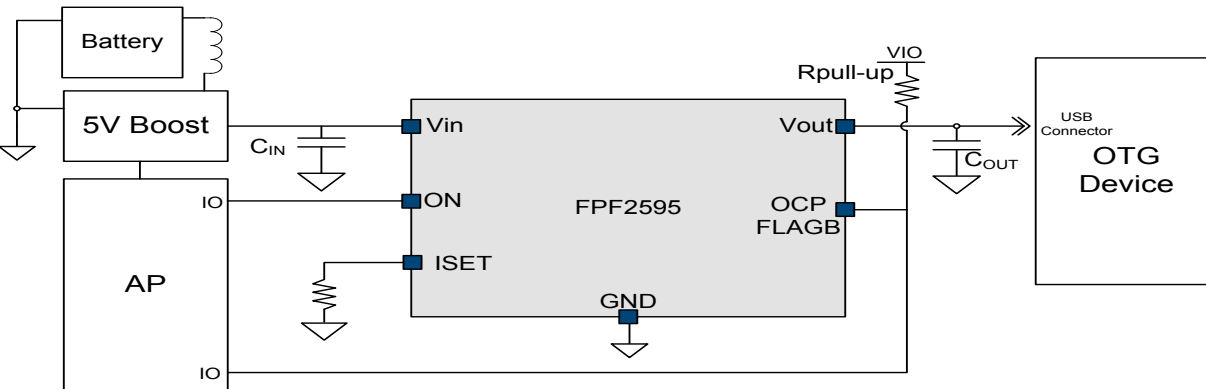 Battery
VIO
Rpull-up
5V Boost
CIN
Vin
Vout
USB
Connector
COUT
OTG
Device
IO
ON
FPF2595
OCP
FLAGB
ISET
AP
GND
IO